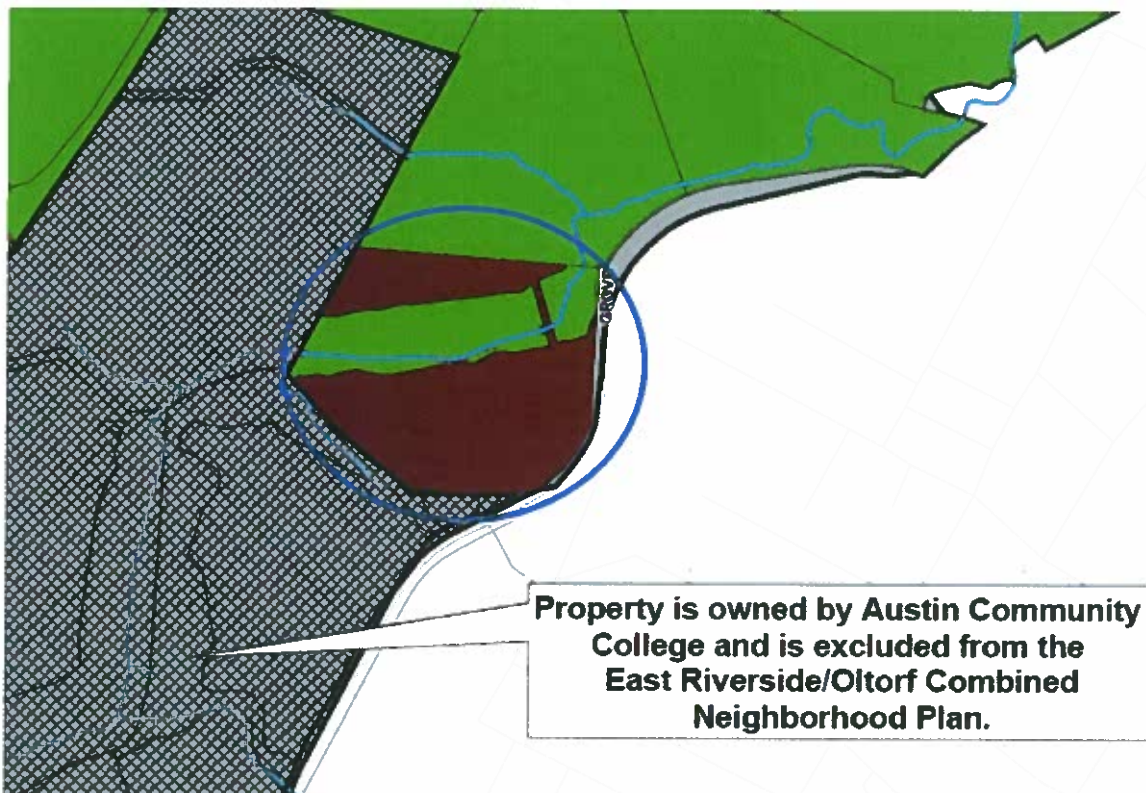 Property is owned by Austin Community
College and is excluded from the
East Riverside/Oltorf Combined
Neighborhood Plan.